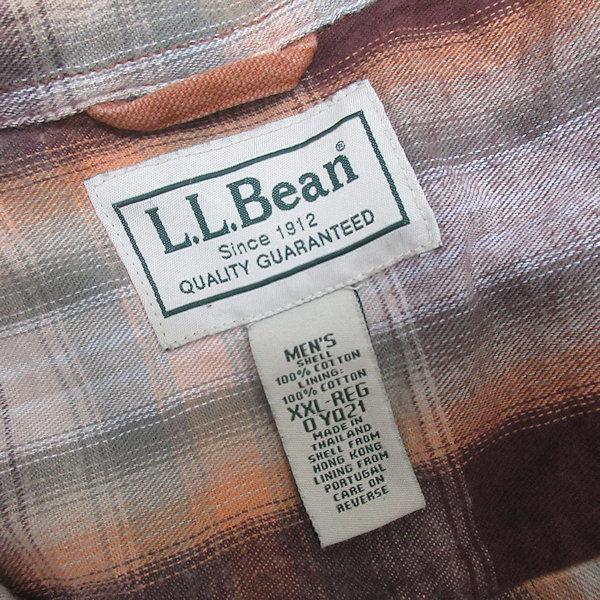 L.L.Bean®
Since 1912
QUALITY GUARANTEED
MEN'S
SHELL
100% COTTON
LINING:
100% COTTON
XXL-REG
0YQ21
MADE IN
THAILAND
SHELL FROM
HONG KONG
LINING FROM
PORTUGAL
CARE ON
REVERSE